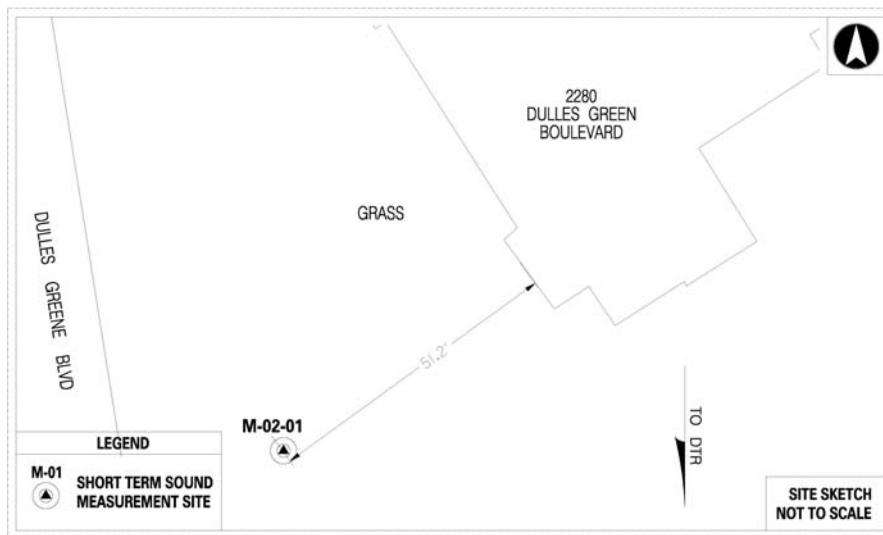 2280
DULLES GREEN
BOULEVARD
GRASS
DULLES GREENE BLVD
51.2'
M-02-01
TO DTR
LEGEND
M-01
SHORT TERM SOUND
MEASUREMENT SITE
SITE SKETCH
NOT TO SCALE